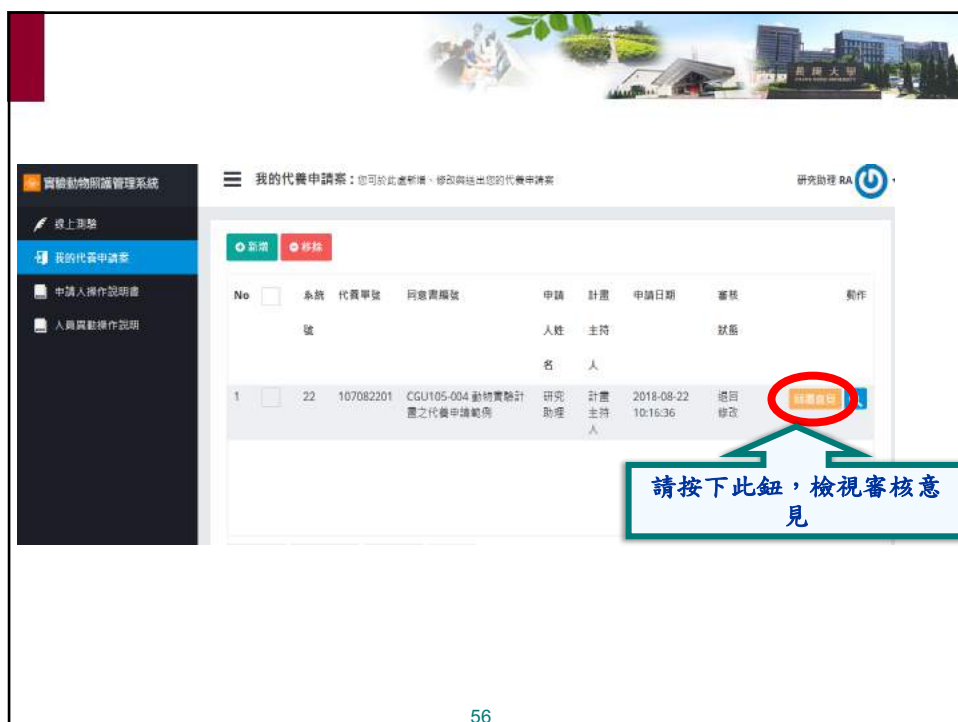 長庚大學
CHANG GUNG UNIVERSITY
實驗動物照護管理系統
我的代養申請案：您可於此處新增、修改與送出您的代養申請案
研究助理 RA
線上測驗
我的代養申請案
申請人操作說明書
人員異動操作說明
新增 移除
No 系統 代養單號 同意書編號 申請 計畫 申請日期 審核 動作
號 人姓 主持 狀態
名 人
1 22 107082201 CGU105-004 動物實驗計 研究 計畫 2018-08-22 退回
畫之代養申請範例 助理 主持 10:16:36 修改
人
請按下此鈕，檢視審核意
見
56